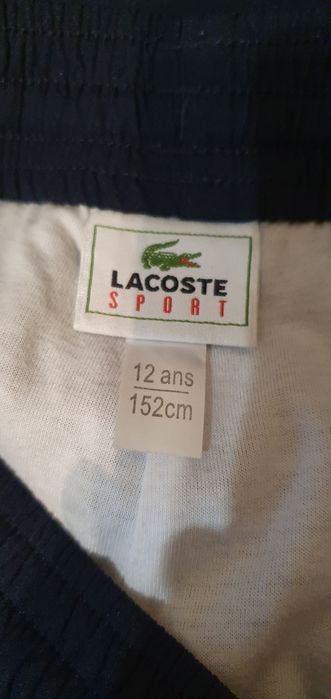 LACOSTE
SPORT
12 ans
152cm